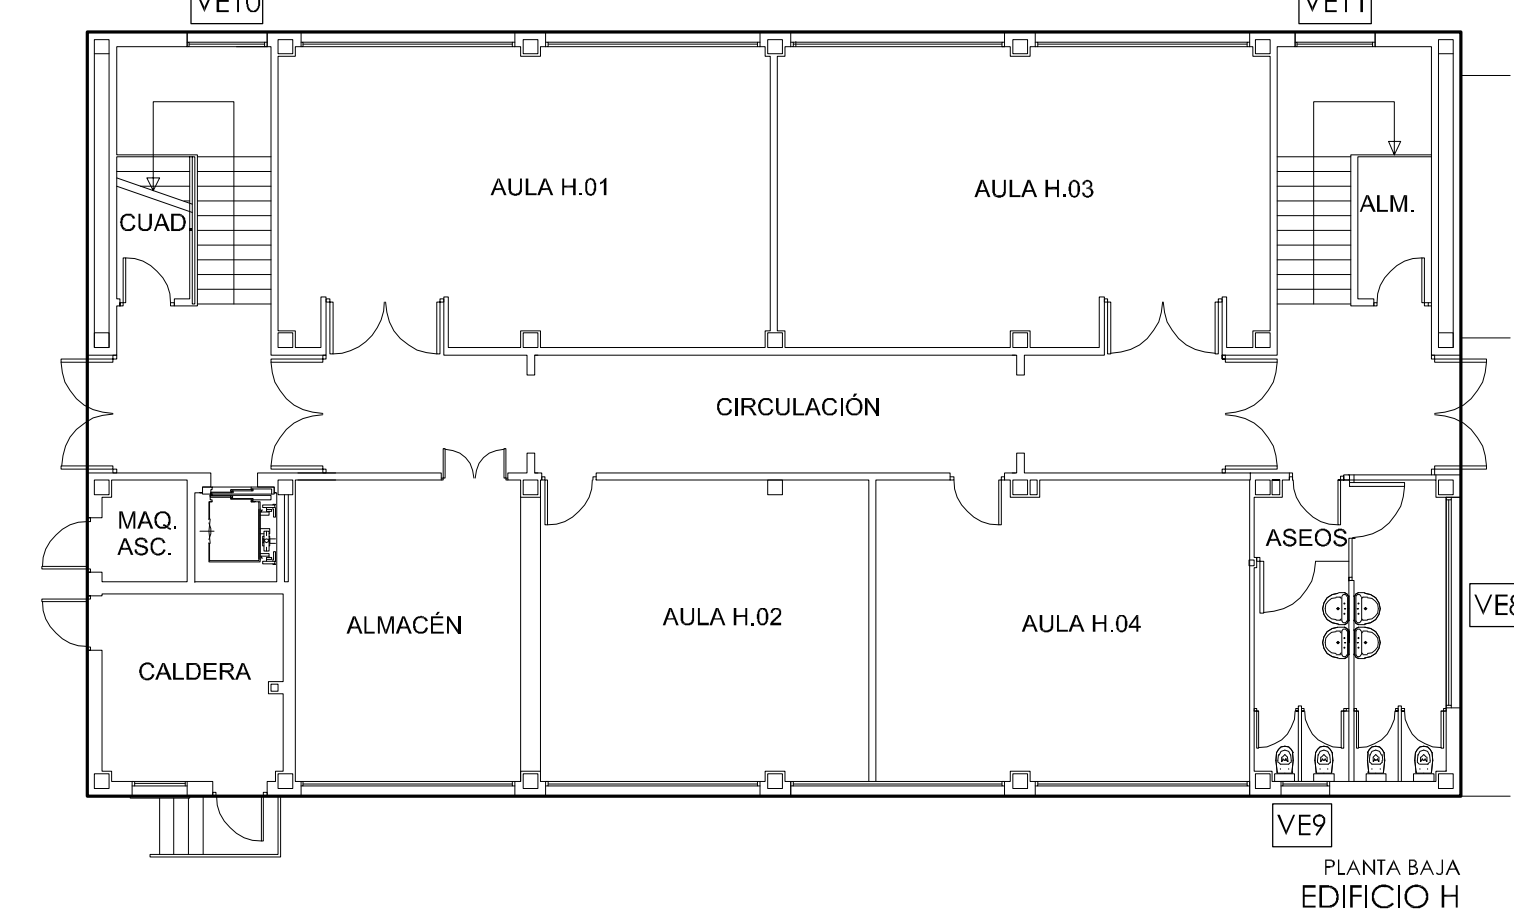 VE10
VE11
AULA H.01
AULA H.03
CUAD.
ALM.
CIRCULACIÓN
MAQ.
ASC.
ASEOS
ALMACÉN
AULA H.02
AULA H.04
VE8
CALDERA
VE9
PLANTA BAJA
EDIFICIO H